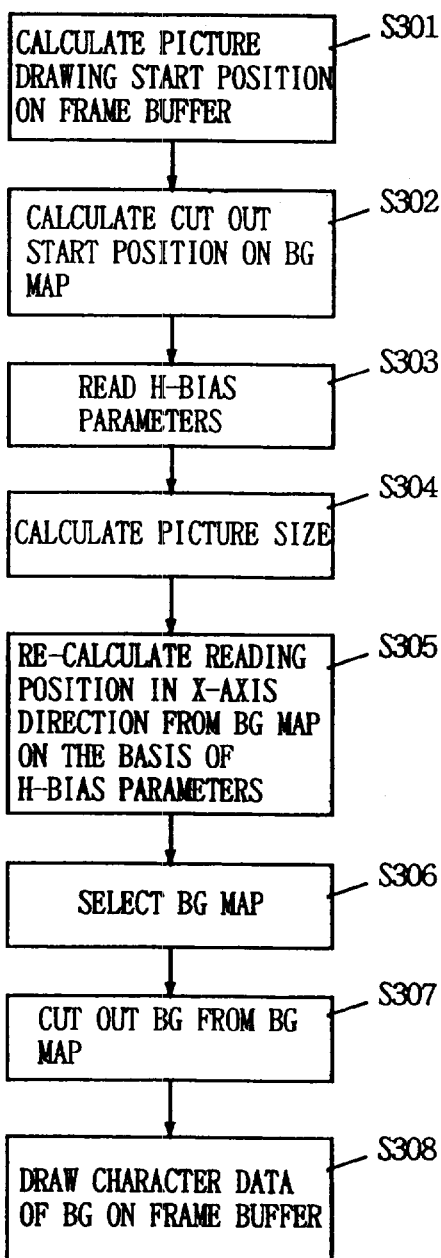 S301
CALCULATE PICTURE
DRAWING START POSITION
ON FRAME BUFFER
S302
CALCULATE CUT OUT
START POSITION ON BG
MAP
S303
READ H-BIAS
PARAMETERS
S304
CALCULATE PICTURE SIZE
S305
RE-CALCULATE READING
POSITION IN X-AXIS
DIRECTION FROM BG MAP
ON THE BASIS OF
H-BIAS PARAMETERS
S306
SELECT BG MAP
S307
CUT OUT BG FROM BG
MAP
S308
DRAW CHARACTER DATA
OF BG ON FRAME BUFFER